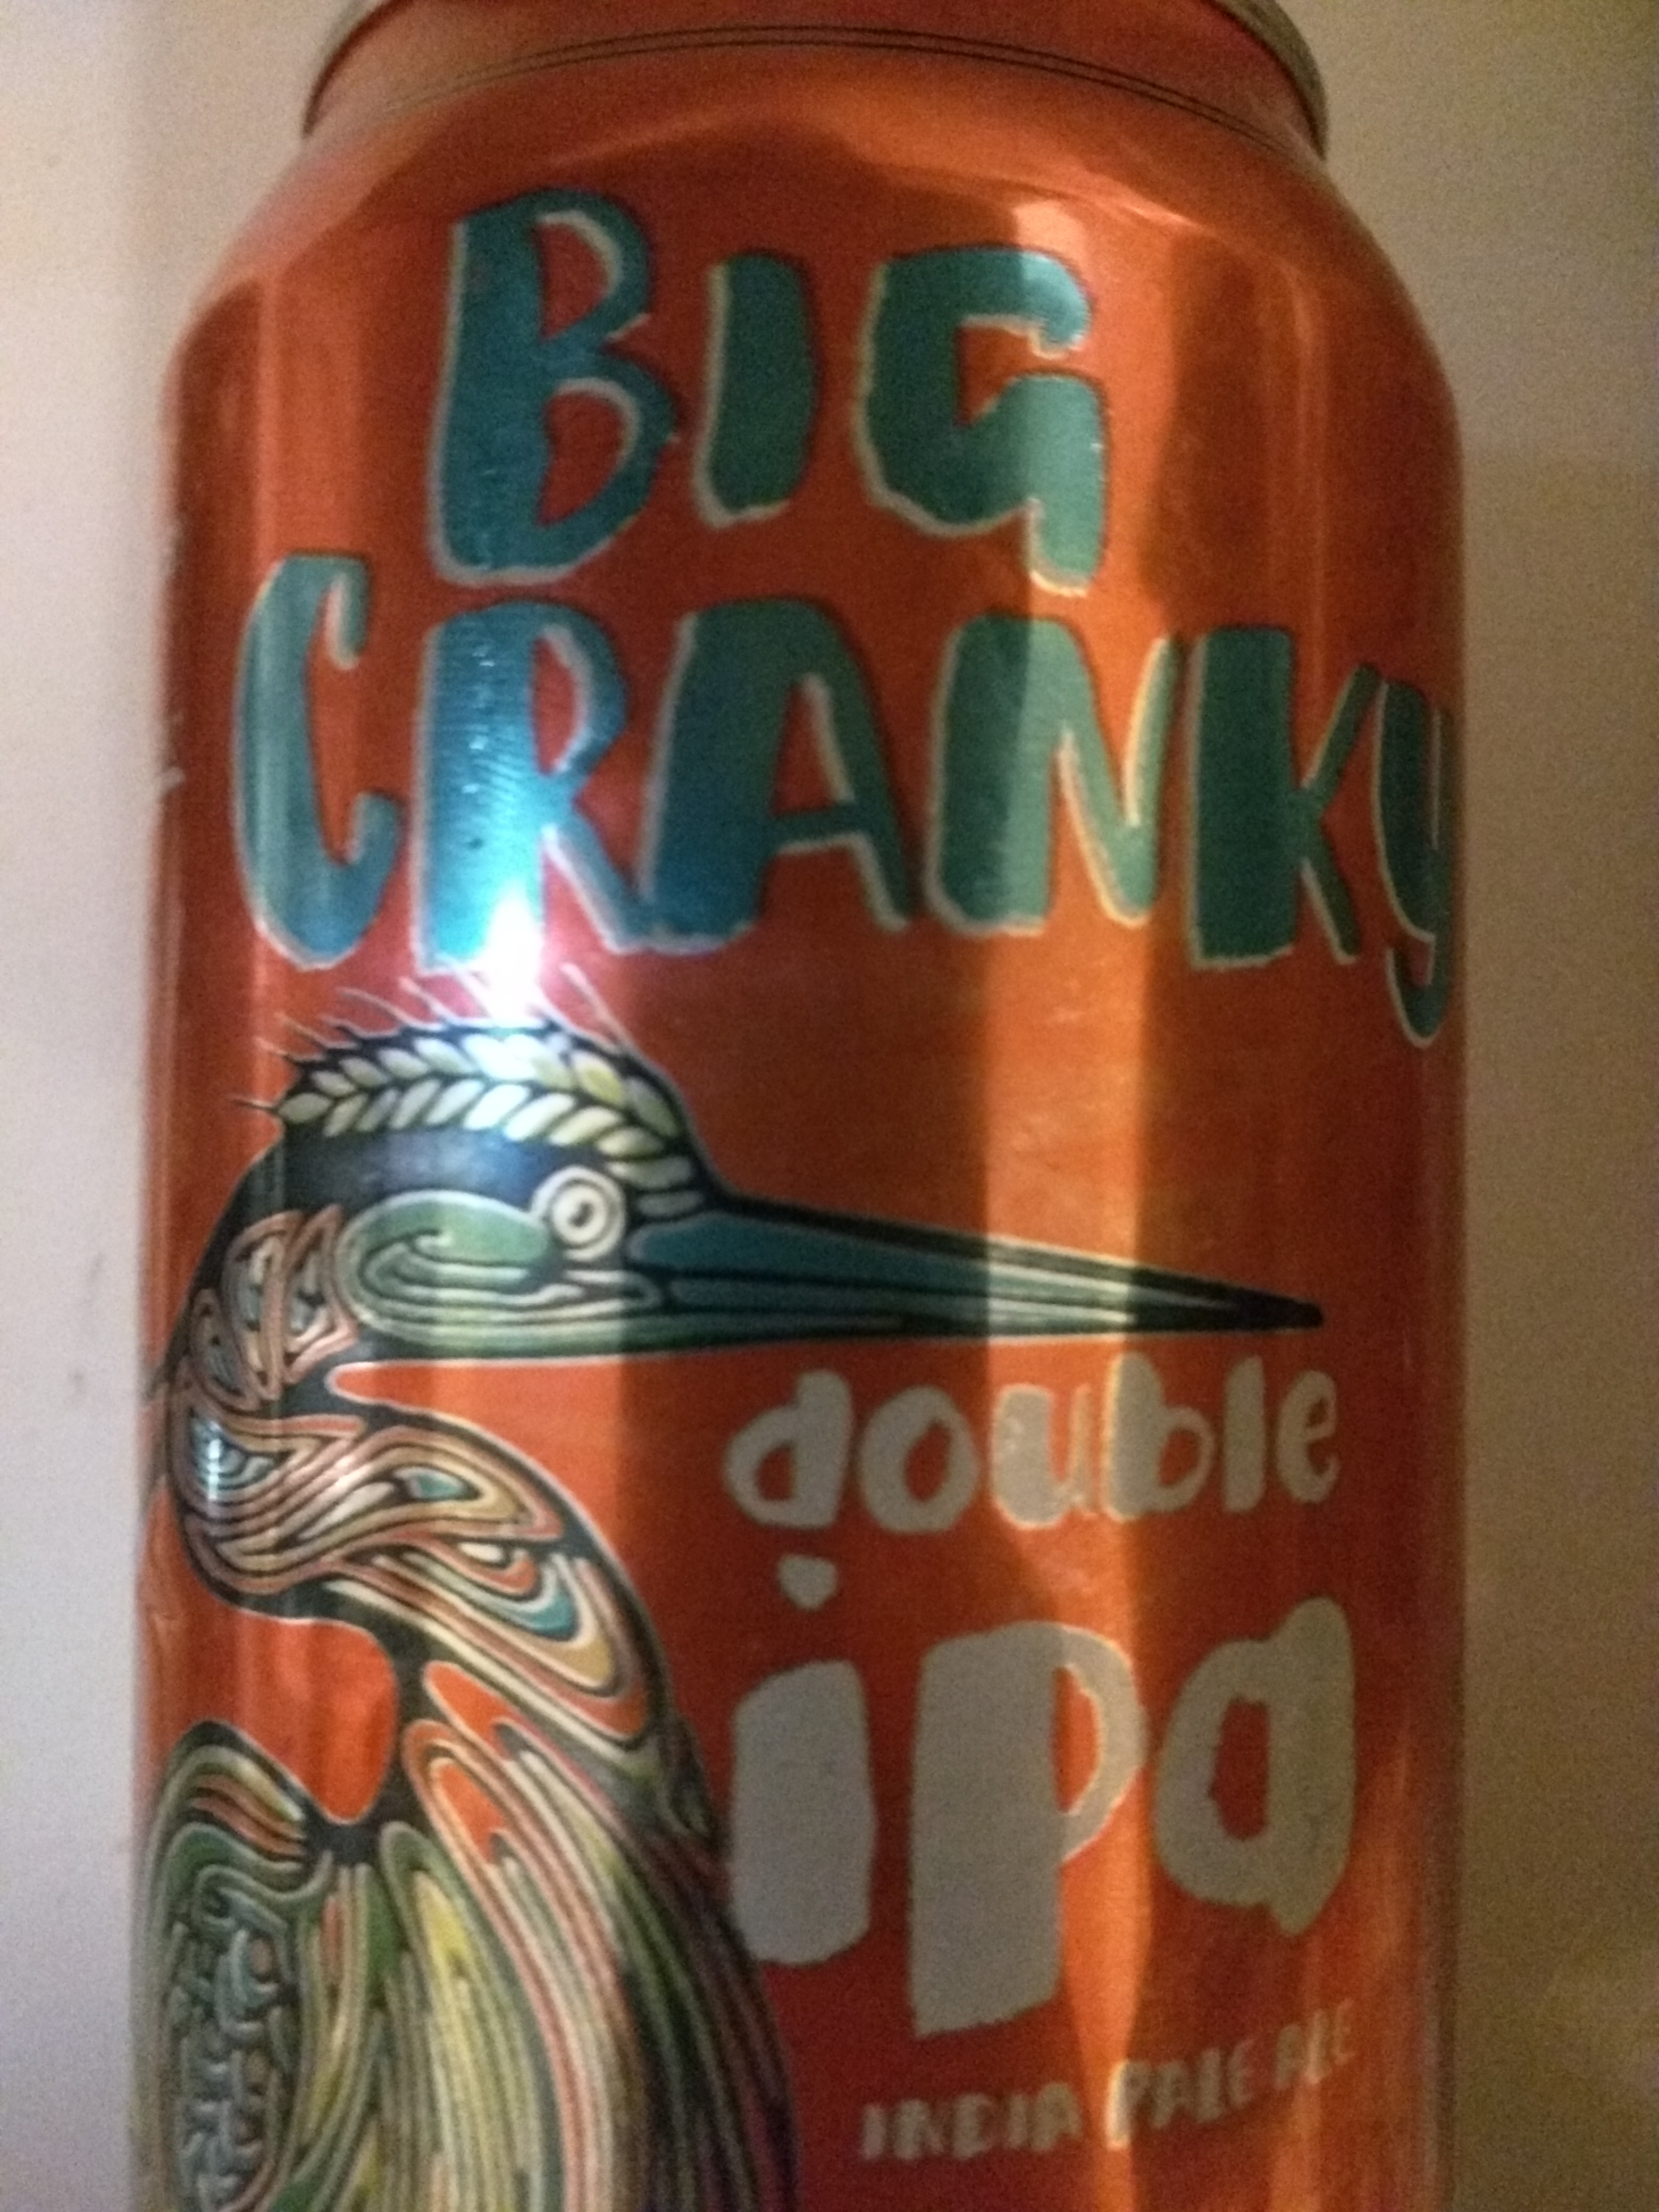 BIG
CRANKY
double
ipa
INDIA PALE ALE